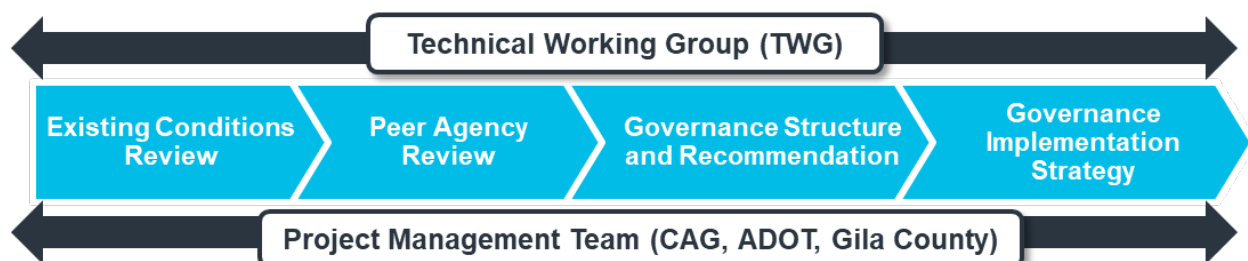 Technical Working Group (TWG)
Existing Conditions
Review
Peer Agency
Review
Governance Structure
and Recommendation
Governance
Implementation
Strategy
Project Management Team (CAG, ADOT, Gila County)